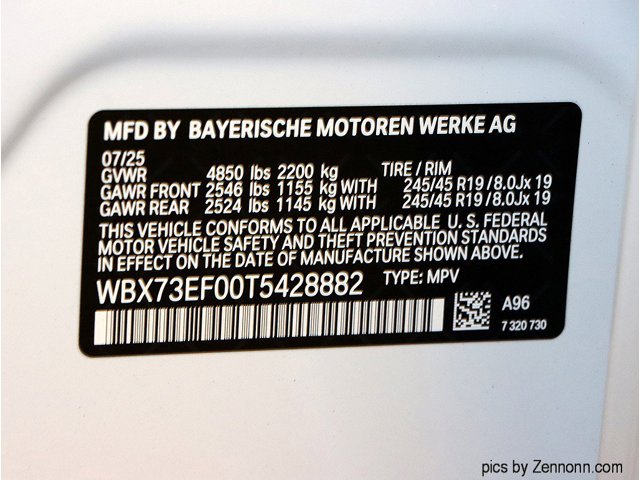 MFD BY BAYERISCHE MOTOREN WERKE AG
07/25
GVWR 4850 lbs 2200 kg TIRE / RIM
GAWR FRONT 2546 lbs 1155 kg WITH 245/45 R19 / 8.0Jx 19
GAWR REAR 2524 lbs 1145 kg WITH 245/45 R19 / 8.0Jx 19
THIS VEHICLE CONFORMS TO ALL APPLICABLE U. S. FEDERAL
MOTOR VEHICLE SAFETY AND THEFT PREVENTION STANDARDS
IN EFFECT ON THE DATE OF MANUFACTURE SHOWN ABOVE.
WBX73EF00T5428882 TYPE: MPV
A96
7 320 730
pics by Zennonn.com